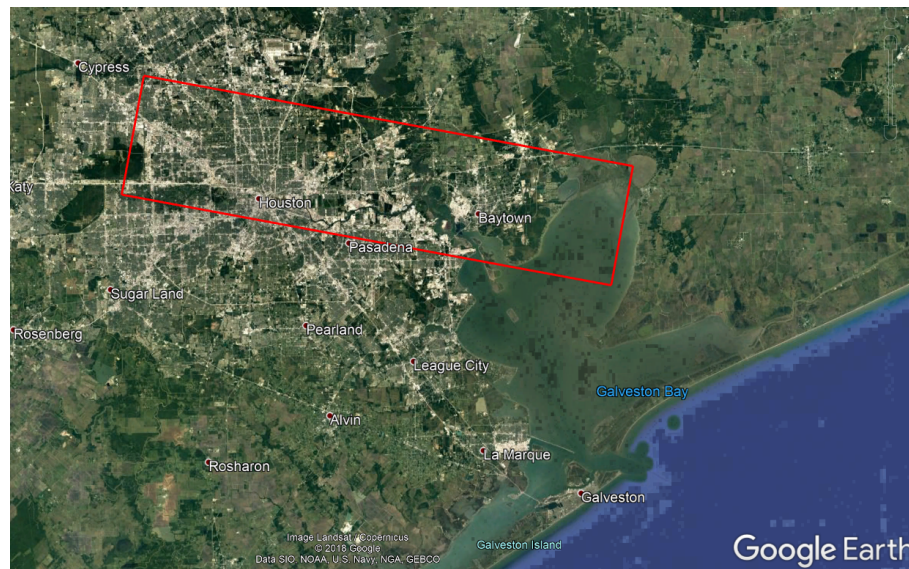 Cypress
Katy
Houston
Baytown
Pasadena
Sugar Land
Rosenberg
Pearland
League City
Galveston Bay
Alvin
La Marque
Rosharon
Galveston
Image Landsat / Copernicus
© 2018 Google
Data SIO, NOAA, U.S. Navy, NGA, GEBCO
Galveston Island
Google Earth